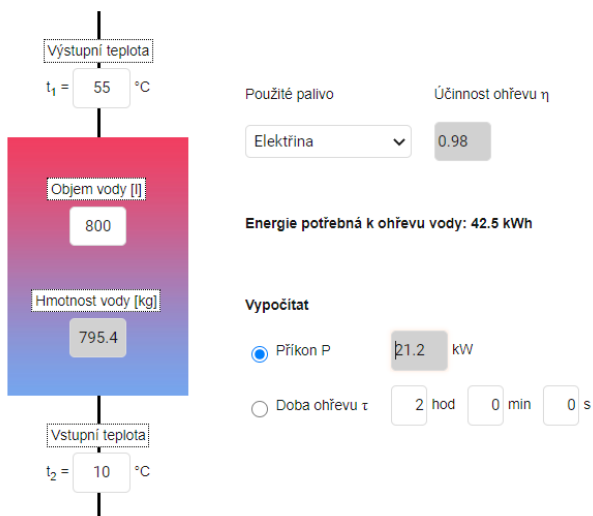 Výstupní teplota
t1 = 55 °C
Použité palivo
Účinnost ohřevu η
Elektřina
0.98
Objem vody [l]
800
Energie potřebná k ohřevu vody: 42.5 kWh
Hmotnost vody [kg]
795.4
Vypočítat
Příkon P 21.2 kW
Doba ohřevu τ 2 hod 0 min 0 s
Vstupní teplota
t2 = 10 °C